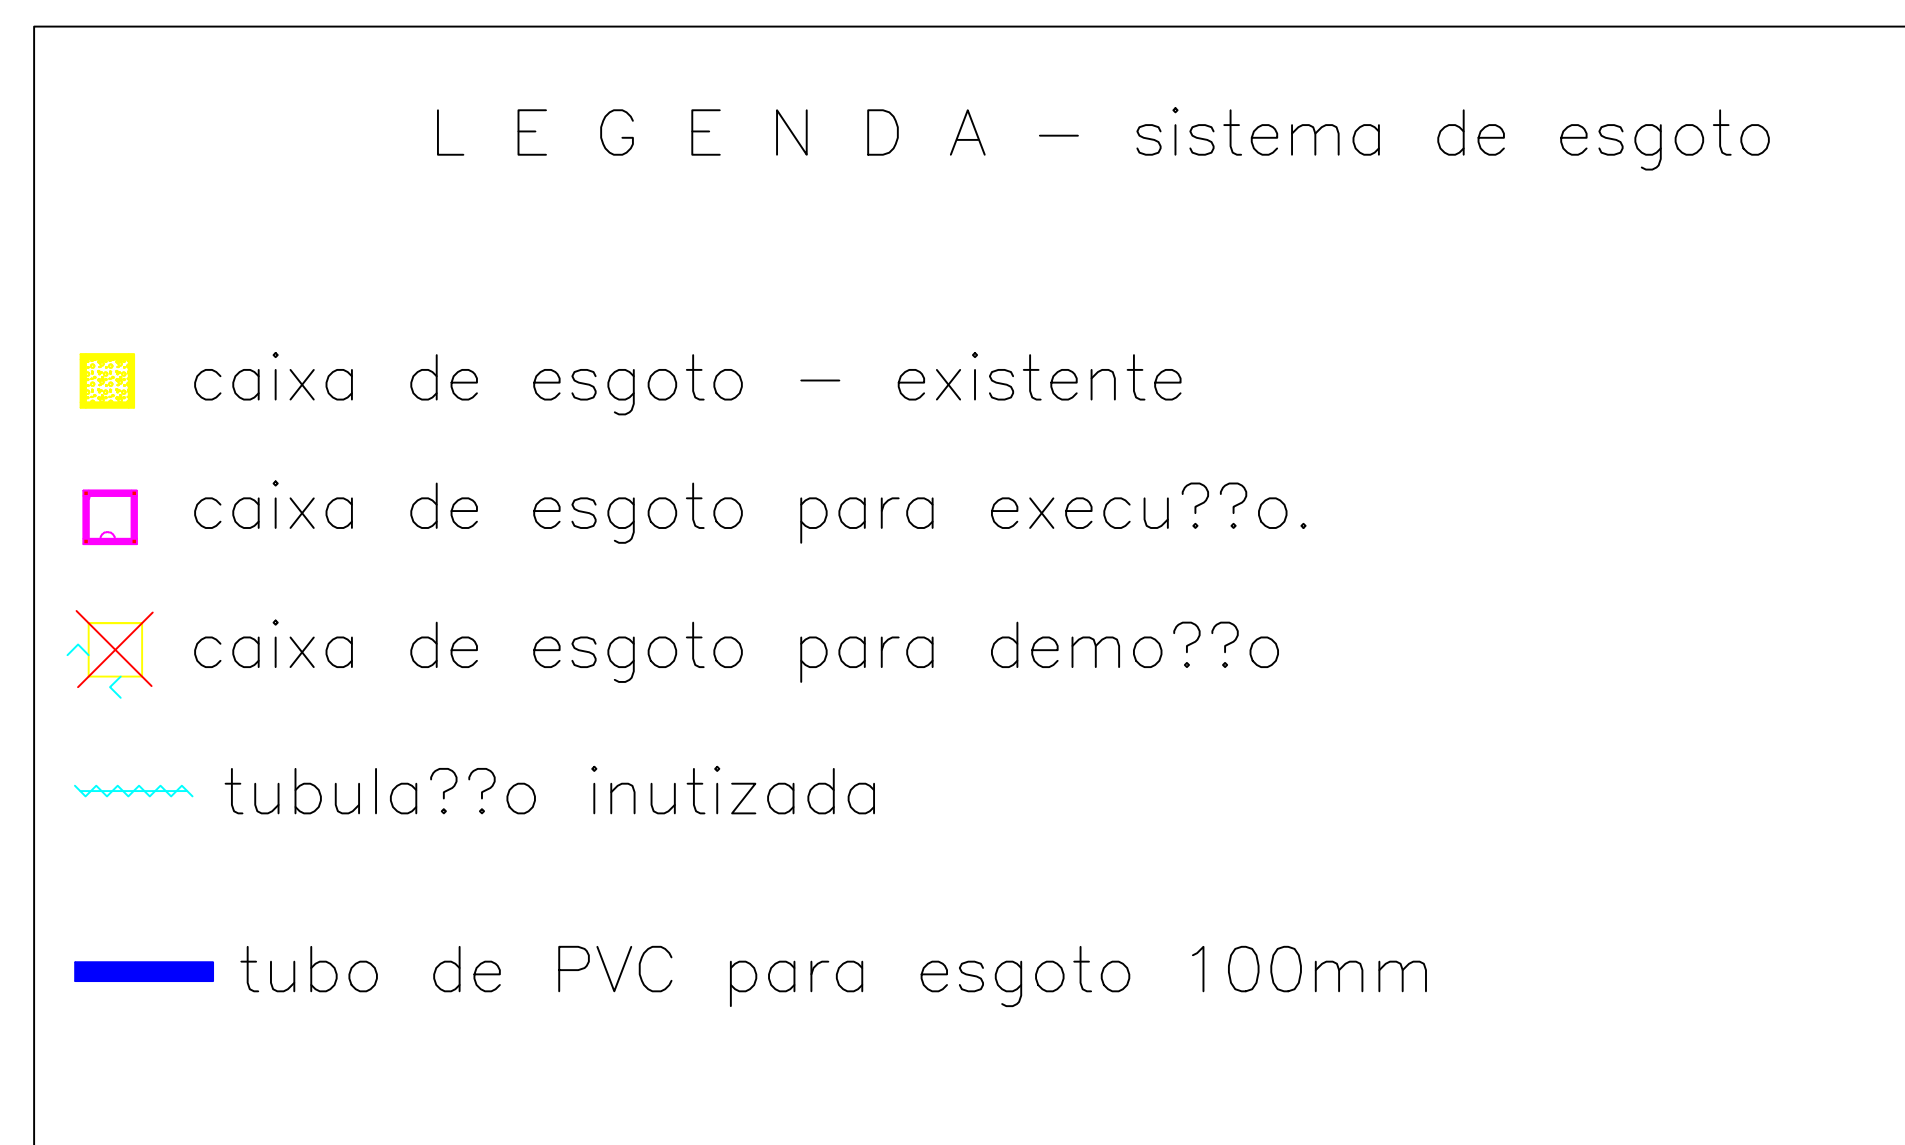 L E G E N D A - sistema de esgoto
caixa de esgoto - existente
caixa de esgoto para execu??o.
caixa de esgoto para demo??o
tubula??o inutizada
tubo de PVC para esgoto 100mm